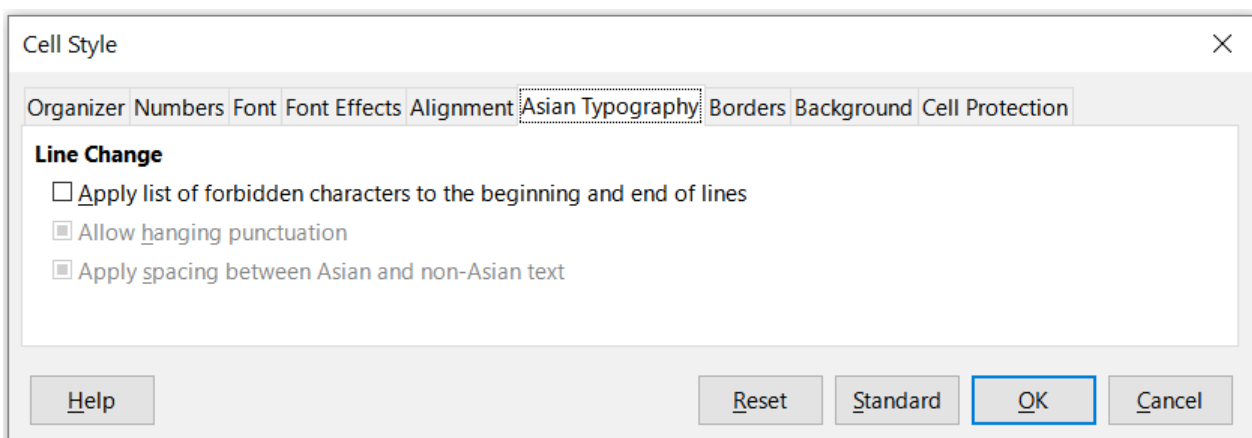 Cell Style
Organizer Numbers Font Font Effects Alignment Asian Typography Borders Background Cell Protection
Line Change
Apply list of forbidden characters to the beginning and end of lines
Allow hanging punctuation
Apply spacing between Asian and non-Asian text
Help Reset Standard OK Cancel